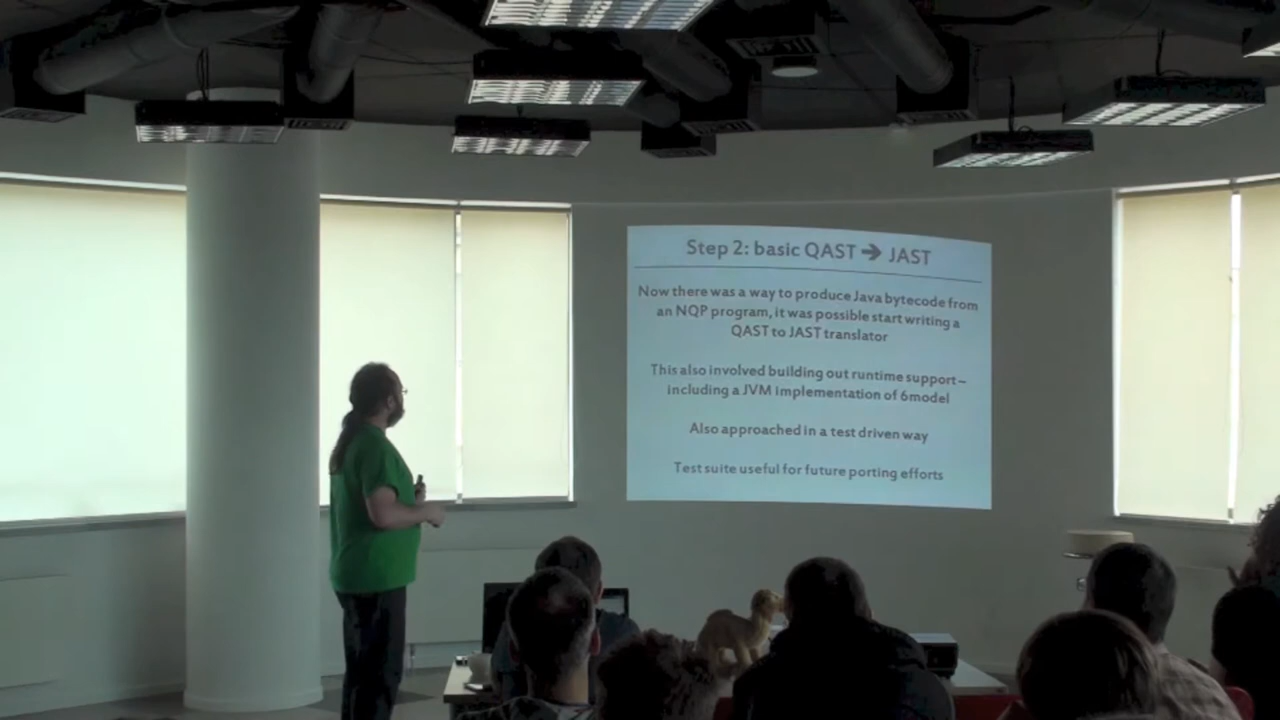 Step 2: basic QAST ➔ JAST
Now there was a way to produce Java bytecode from
an NQP program, it was possible start writing a
QAST to JAST translator
This also involved building out runtime support –
including a JVM implementation of 6model
Also approached in a test driven way
Test suite useful for future porting efforts